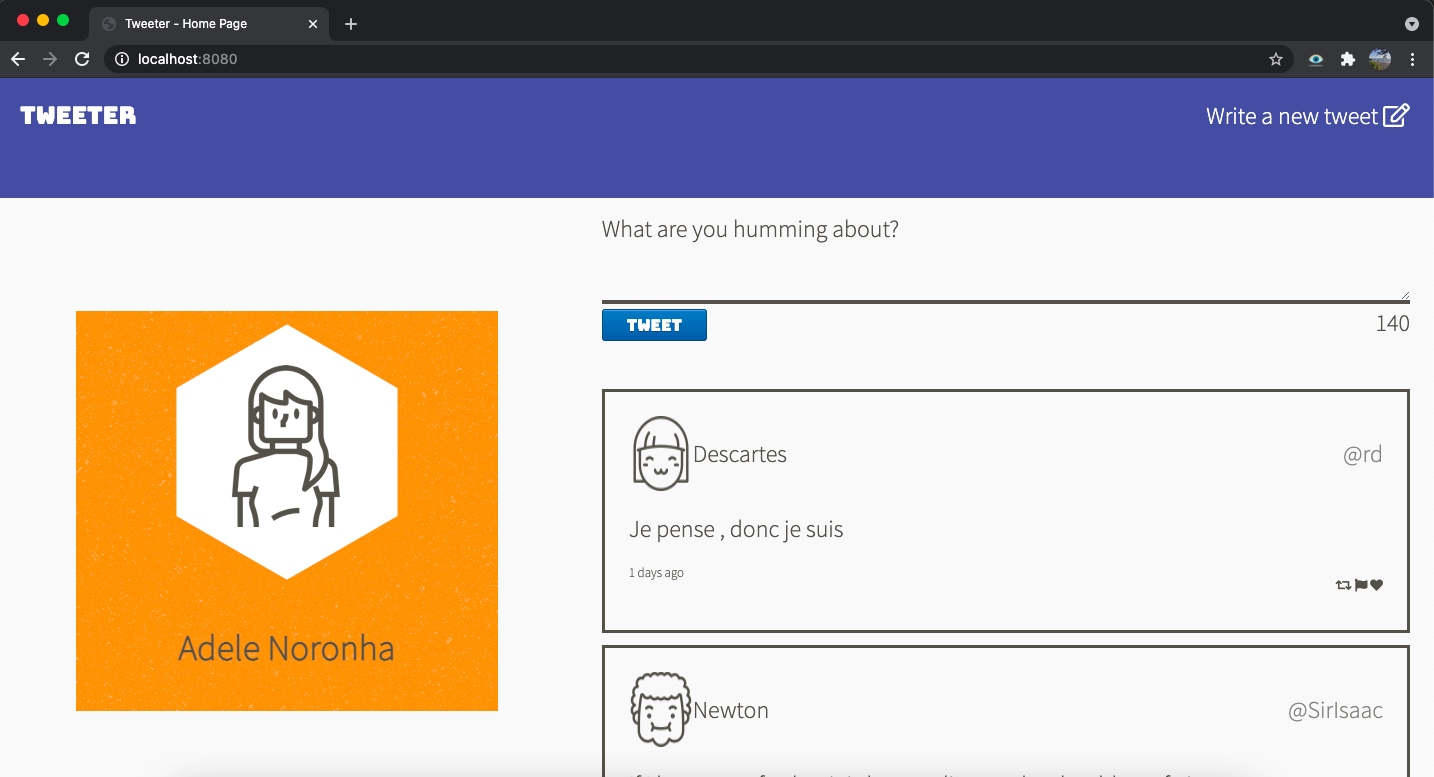 Tweeter - Home Page
localhost:8080
TWEETER
Write a new tweet
What are you humming about?
TWEET
140
Adele Noronha
Descartes
@rd
Je pense , donc je suis
1 days ago
Newton
@SirIsaac